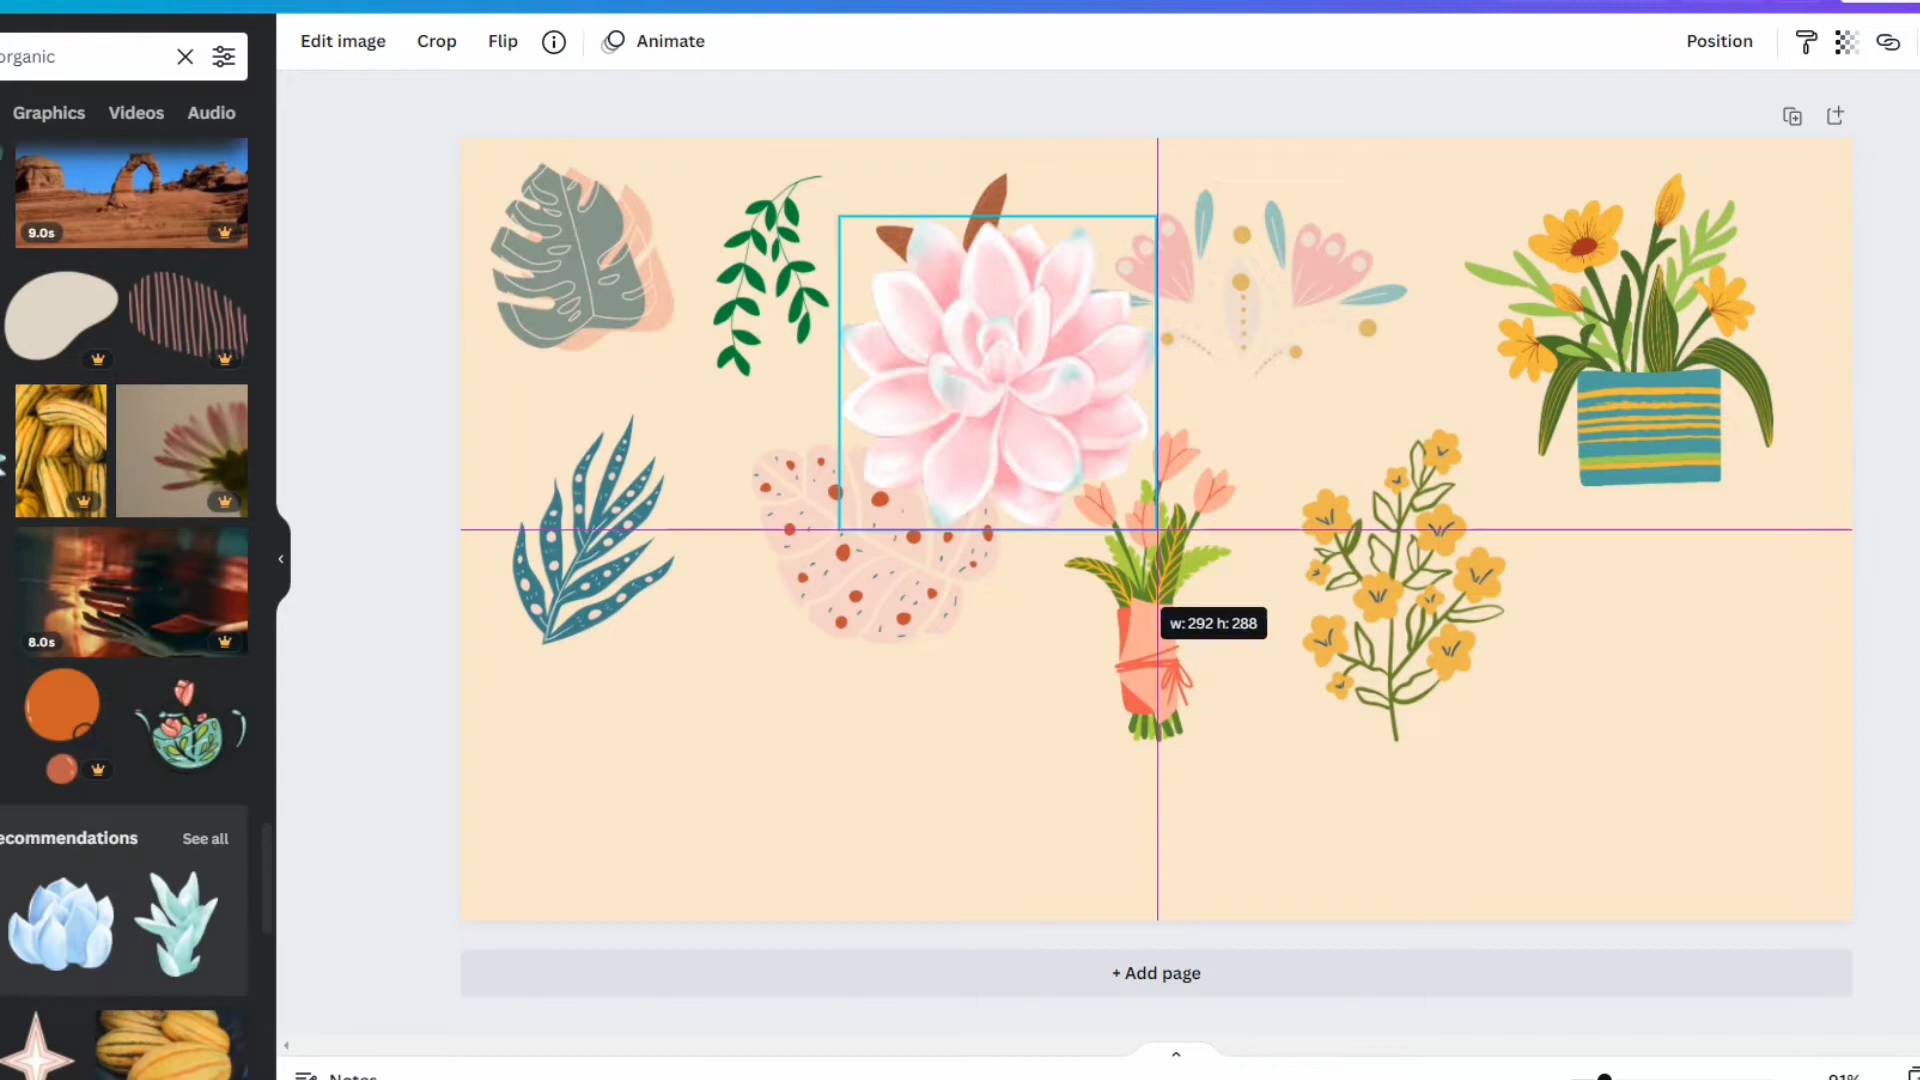 Edit image Crop Flip Animate Position
organic
Graphics Videos Audio
9.0s
8.0s
w: 292 h: 288
ecommendations See all
+ Add page
Notes
91%